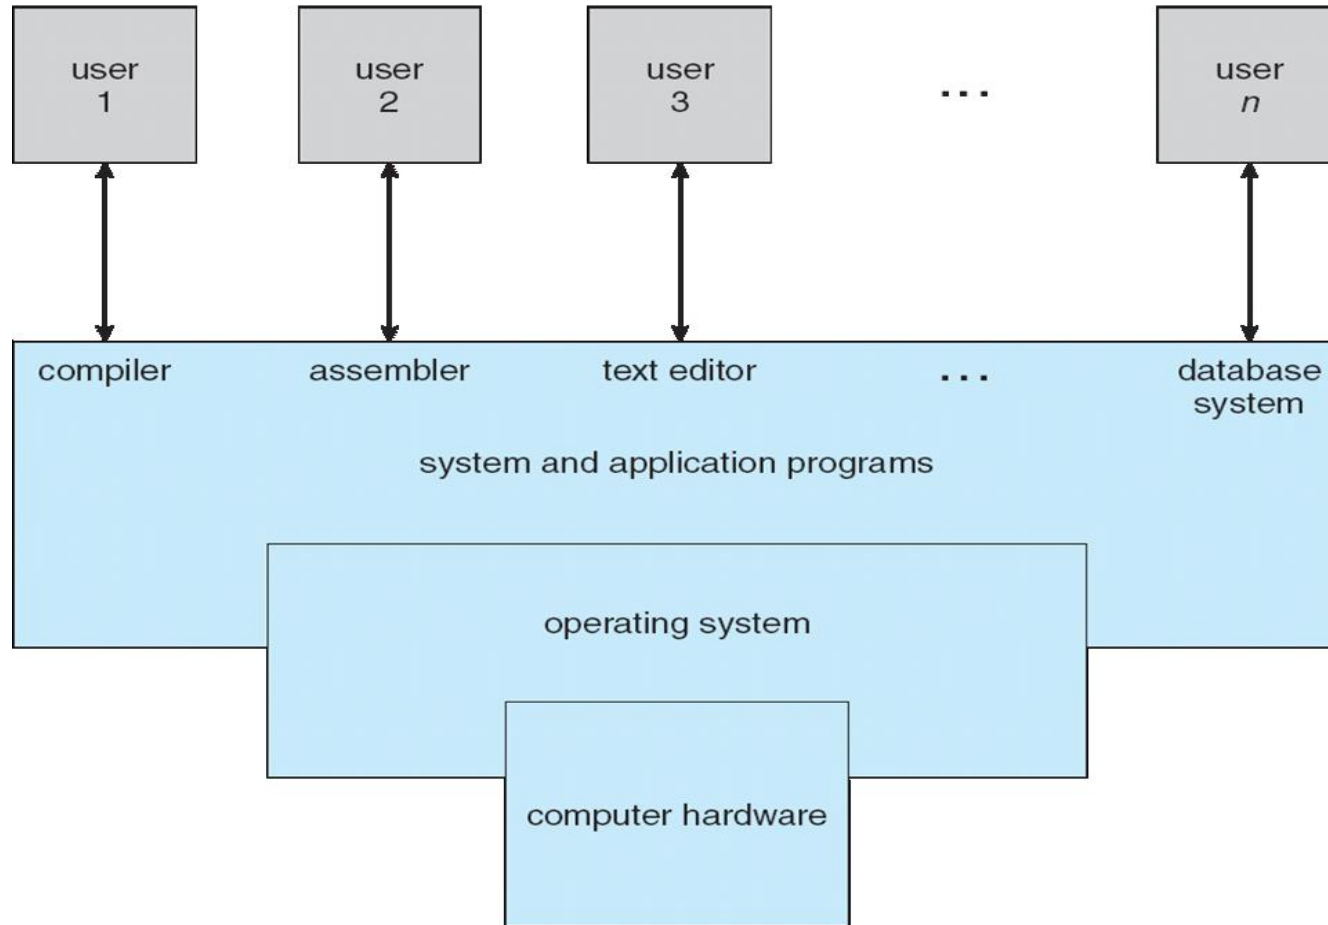 user
1
user
2
user
3
...
user
n
compiler
assembler
text editor
...
database
system
system and application programs
operating system
computer hardware